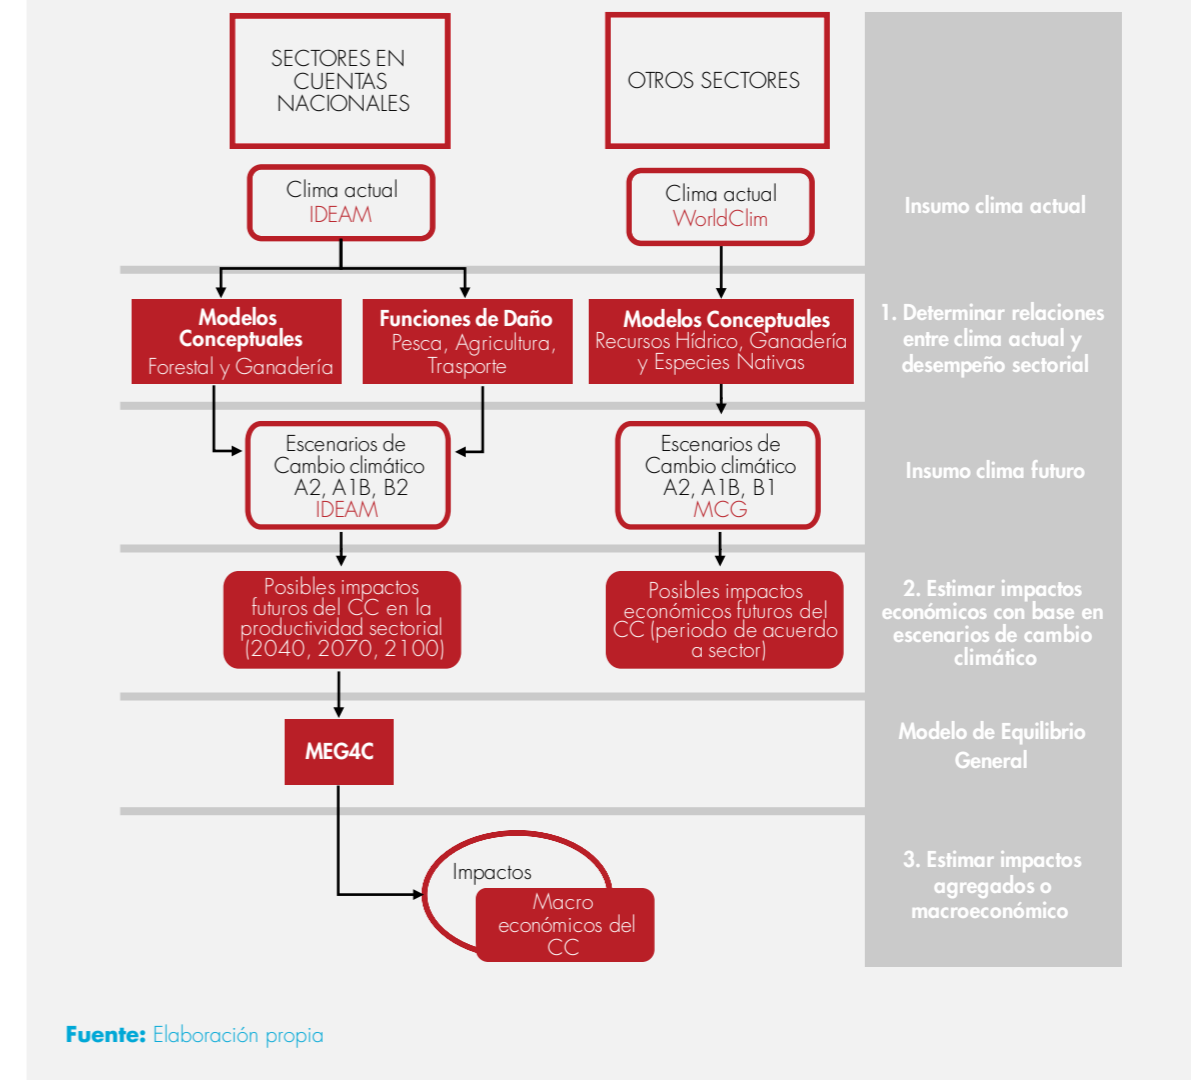 SECTORES EN
CUENTAS
NACIONALES
OTROS SECTORES
Clima actual
IDEAM
Clima actual
WorldClim
Insumo clima actual
Modelos
Conceptuales
Forestal y Ganadería
Funciones de Daño
Pesca, Agricultura,
Trasporte
Modelos Conceptuales
Recursos Hídrico, Ganadería
y Especies Nativas
1. Determinar relaciones
entre clima actual y
desempeño sectorial
Escenarios de
Cambio climático
A2, A1B, B2
IDEAM
Escenarios de
Cambio climático
A2, A1B, B1
MCG
Insumo clima futuro
Posibles impactos
futuros del CC en la
productividad sectorial
(2040, 2070, 2100)
Posibles impactos
económicos futuros del
CC (periodo de acuerdo
a sector)
2. Estimar impactos
económicos con base en
escenarios de cambio
climático
MEG4C
Modelo de Equilibrio
General
Impactos
Macro
económicos del
CC
3. Estimar impactos
agregados o
macroeconómico
Fuente: Elaboración propia